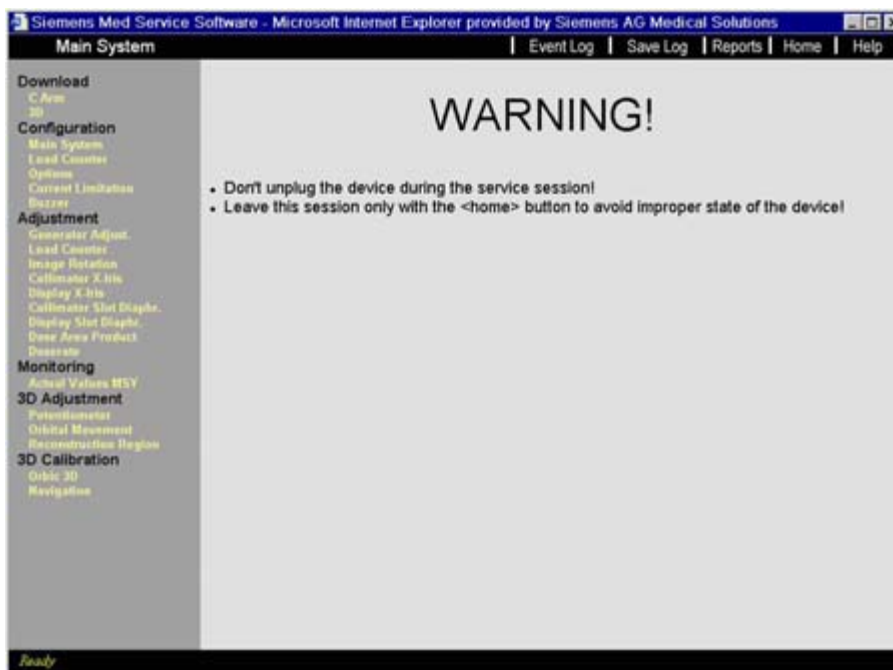 Siemens Med Service Software - Microsoft Internet Explorer provided by Siemens AG Medical Solutions
Main System Event Log Save Log Reports Home Help
Download
C Arm
3D
Configuration
Main System
Load Counter
Options
Current Limitation
Buzzer
Adjustment
Generator Adjust.
Load Counter
Image Rotation
Collimator X-Iris
Display X-Iris
Collimator Slot Diaphr.
Display Slot Diaphr.
Dose Area Product
Doserate
Monitoring
Actual Values MSY
3D Adjustment
Potentiometer
Orbital Movement
Reconstruction Region
3D Calibration
Orbic 3D
Navigation
WARNING!
• Don't unplug the device during the service session!
• Leave this session only with the <home> button to avoid improper state of the device!
Ready